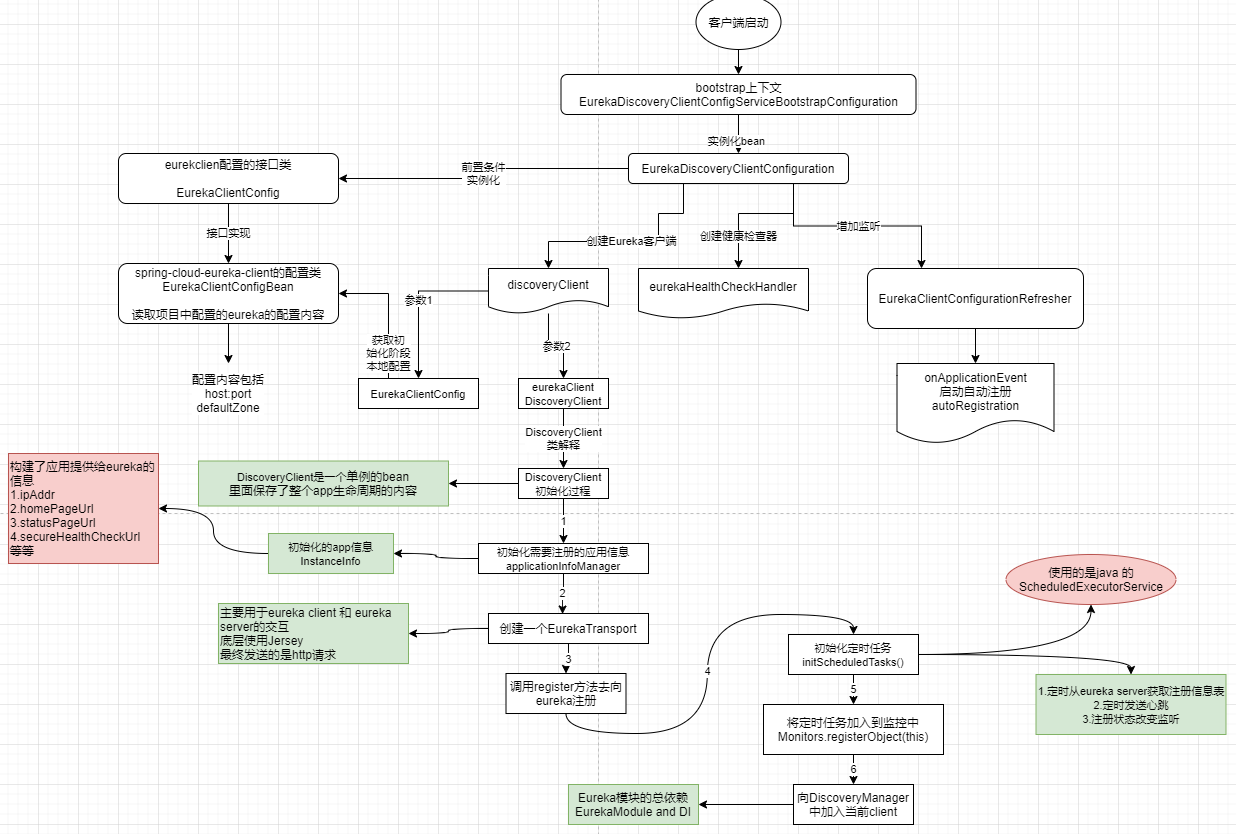 客户端启动
bootstrap上下文
EurekaDiscoveryClientConfigServiceBootstrapConfiguration
实例化bean
EurekaDiscoveryClientConfiguration
前置条件
实例化
eurekclien配置的接口类
EurekaClientConfig
接口实现
spring-cloud-eureka-client的配置类
EurekaClientConfigBean
读取项目中配置的eureka的配置内容
配置内容包括
host:port
defaultZone
创建Eureka客户端
创建健康检查器
增加监听
discoveryClient
eurekaHealthCheckHandler
EurekaClientConfigurationRefresher
参数1
获取初
始化阶段
本地配置
EurekaClientConfig
参数2
eurekaClient
DiscoveryClient
onApplicationEvent
启动自动注册
autoRegistration
DiscoveryClient
类解释
DiscoveryClient
初始化过程
DiscoveryClient是一个单例的bean
里面保存了整个app生命周期的内容
构建了应用提供给eureka的
信息
1.ipAddr
2.homePageUrl
3.statusPageUrl
4.secureHealthCheckUrl
等等
1
初始化需要注册的应用信息
applicationInfoManager
初始化的app信息
InstanceInfo
2
创建一个EurekaTransport
主要用于eureka client 和 eureka
server的交互
底层使用Jersey
最终发送的是http请求
3
调用register方法去向
eureka注册
4
初始化定时任务
initScheduledTasks()
使用的是java 的
ScheduledExecutorService
1.定时从eureka server获取注册信息表
2.定时发送心跳
3.注册状态改变监听
5
将定时任务加入到监控中
Monitors.registerObject(this)
6
向DiscoveryManager
中加入当前client
Eureka模块的总依赖
EurekaModule and DI